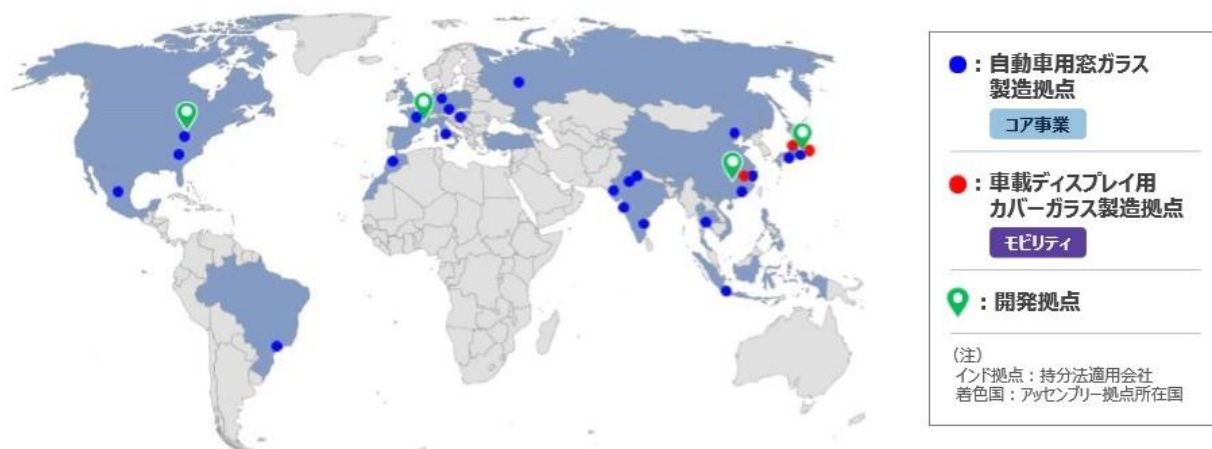 ：自動車用窓ガラス
製造拠点
コア事業
：車載ディスプレイ用
カバーガラス製造拠点
モビリティ
：開発拠点
（注）
インド拠点：持分法適用会社
着色国：アッセンブリー拠点所在国